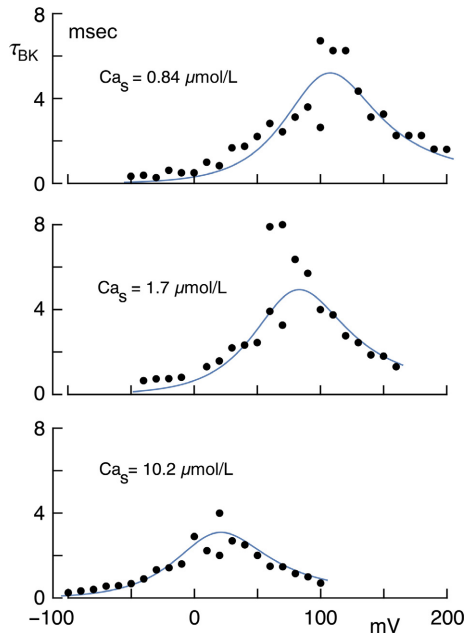 8 msec
τBK
Caₛ = 0.84 µmol/L
4
0
8
Caₛ = 1.7 µmol/L
4
0
8
Caₛ= 10.2 µmol/L
4
0
−100 0 100 mV 200